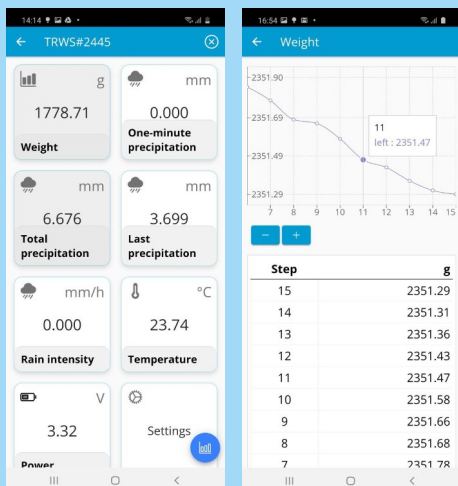 14:14
TRWS#2445
g
1778.71
Weight
mm
0.000
One-minute
precipitation
mm
6.676
Total
precipitation
mm
3.699
Last
precipitation
mm/h
0.000
Rain intensity
°C
23.74
Temperature
V
3.32
Power
Settings
16:54
Weight
2351.90
2351.69
2351.49
2351.29
11
left : 2351.47
7 8 9 10 11 12 13 14 15
− +
Step g
15 2351.29
14 2351.31
13 2351.36
12 2351.43
11 2351.47
10 2351.58
9 2351.66
8 2351.68
7 2351.78